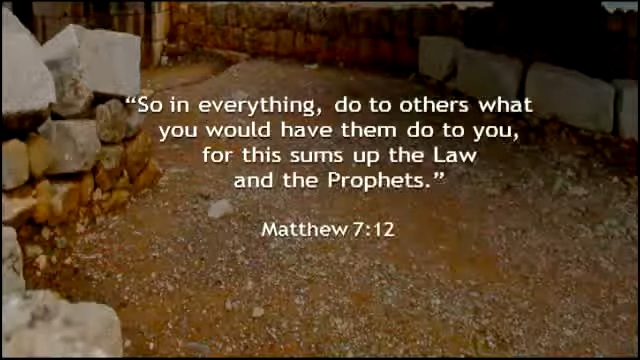 “So in everything, do to others what
you would have them do to you,
for this sums up the Law
and the Prophets.”
Matthew 7:12